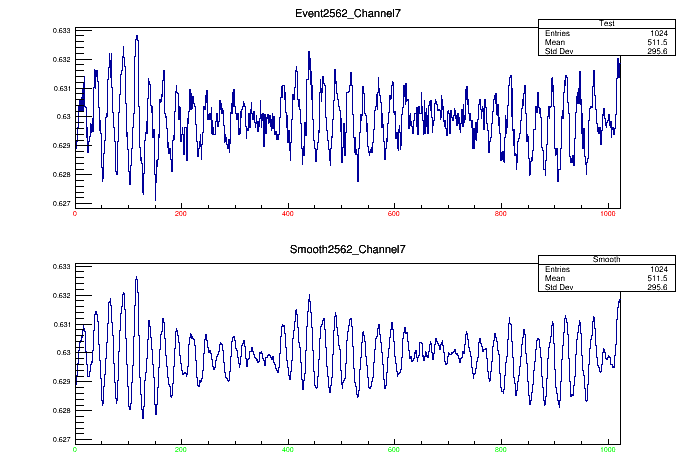 Event2562_Channel7
Test
Entries 1024
Mean 511.5
Std Dev 295.6
0.633
0.632
0.631
0.63
0.629
0.628
0.627
0 200 400 600 800 1000
Smooth2562_Channel7
Smooth
Entries 1024
Mean 511.5
Std Dev 295.6
0.633
0.632
0.631
0.63
0.629
0.628
0.627
0 200 400 600 800 1000